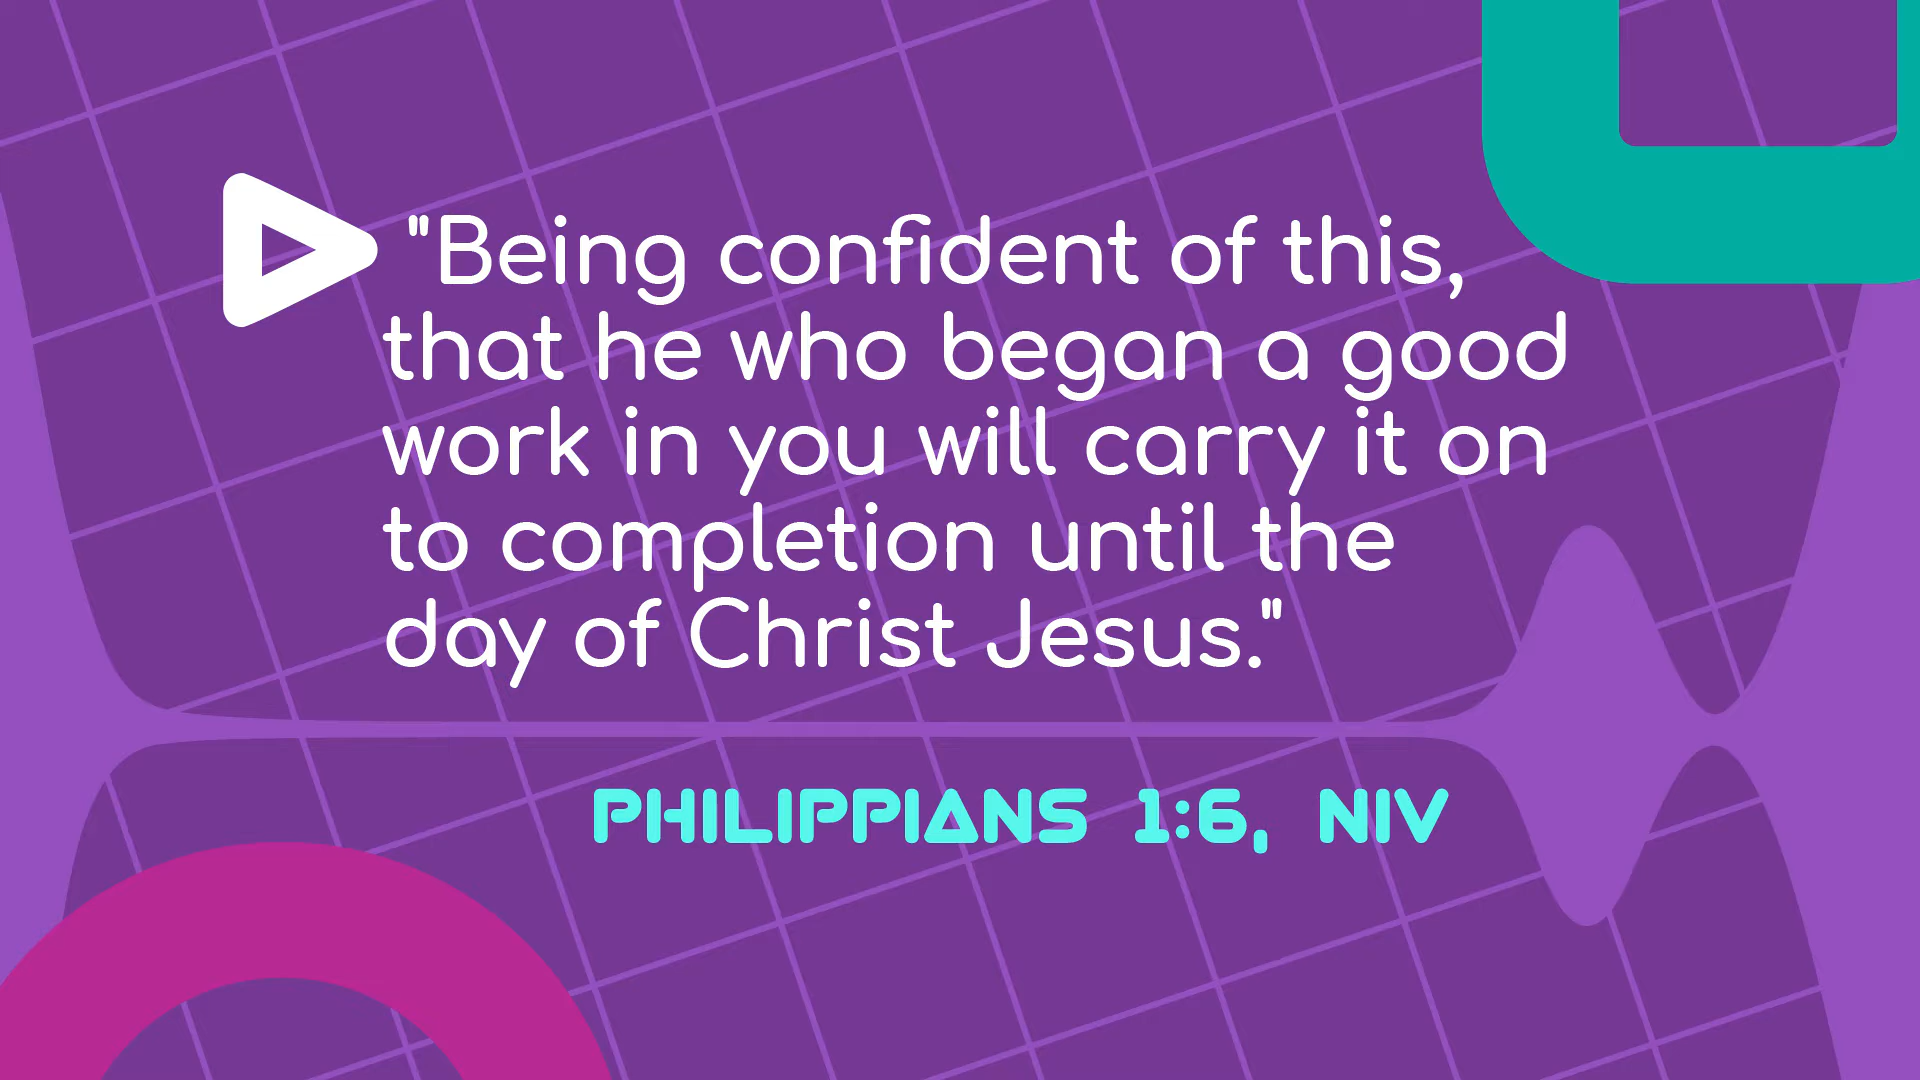 "Being confident of this,
that he who began a good
work in you will carry it on
to completion until the
day of Christ Jesus."
PHILIPPIANS 1:6, NIV